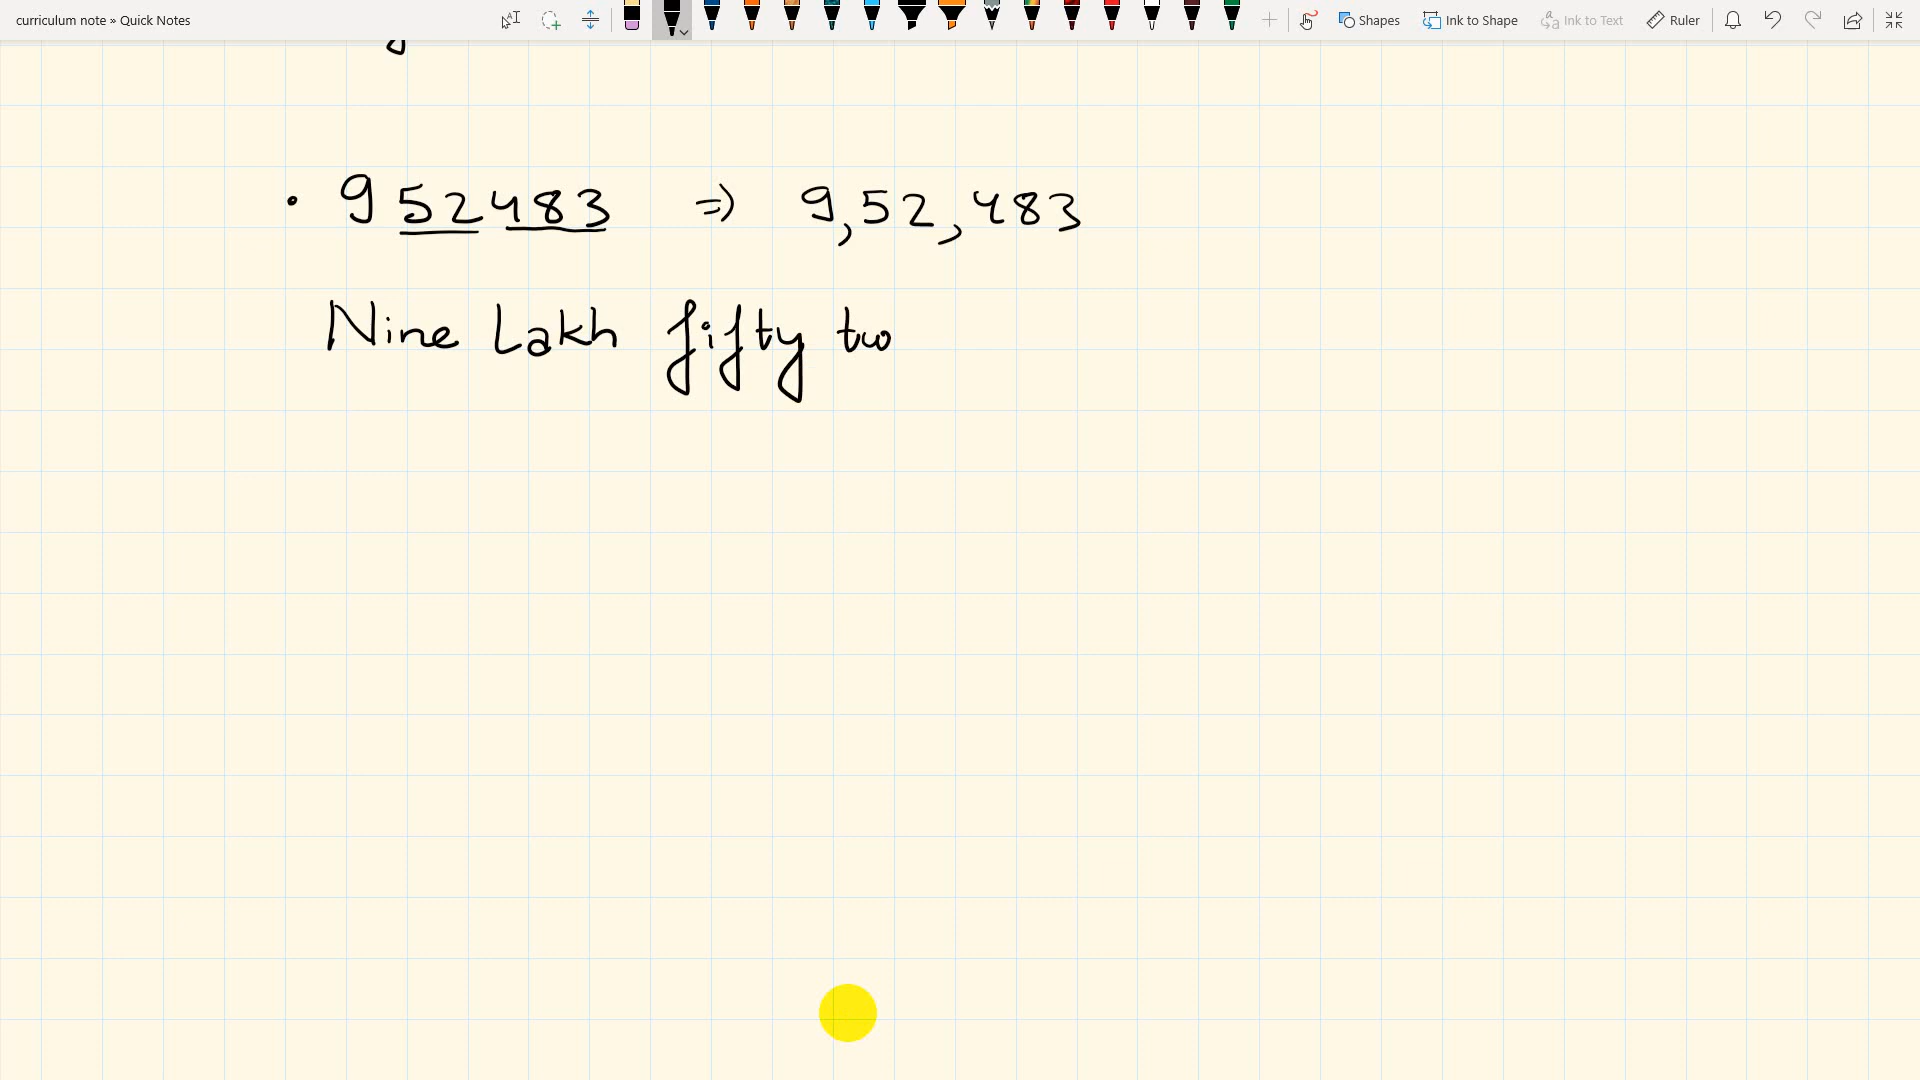 curriculum note » Quick Notes
Shapes
Ink to Shape
Ink to Text
Ruler
• 952483 ⇒ 9,52,483
Nine Lakh fifty two